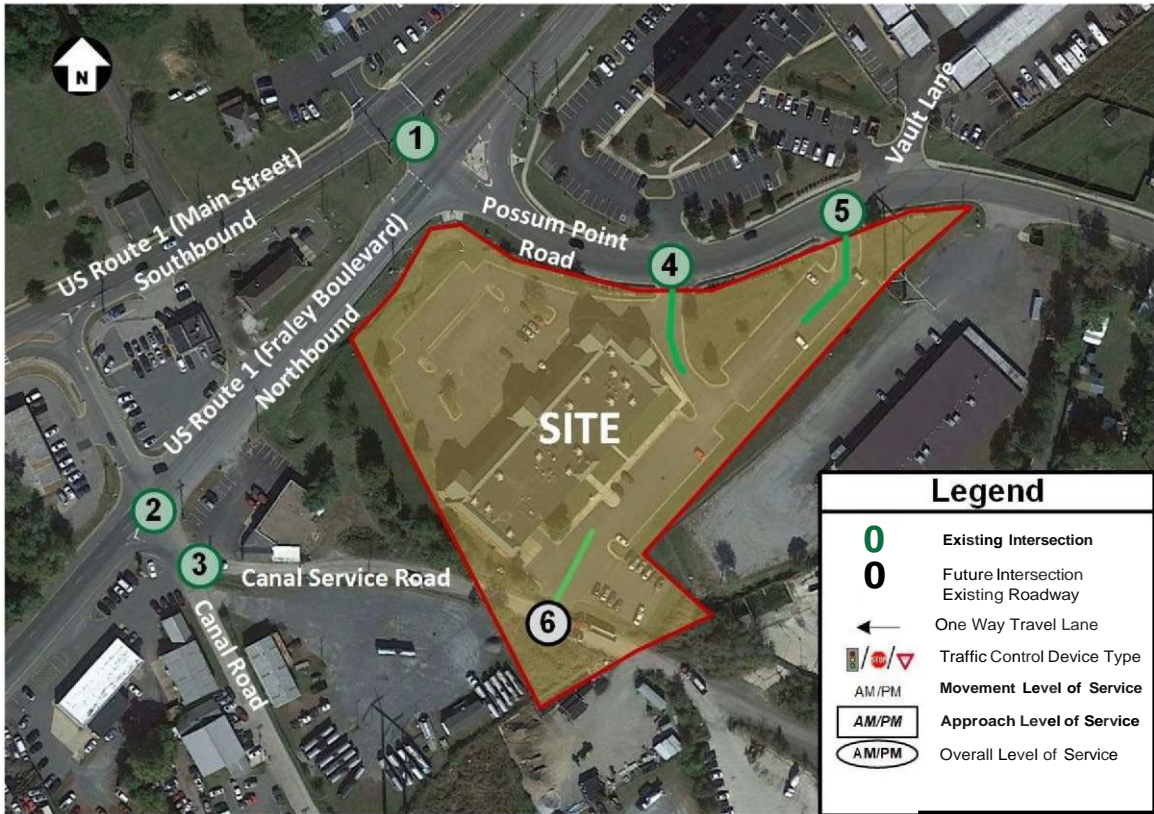 N
1
Vault Lane
US Route 1 (Main Street)
Southbound
Possum Point
Road
5
4
US Route 1 (Fraley Boulevard)
Northbound
SITE
2
3
Canal Service Road
Canal Road
6
Legend
0 Existing Intersection
0 Future Intersection
Existing Roadway
One Way Travel Lane
STOP Traffic Control Device Type
AM/PM Movement Level of Service
AM/PM Approach Level of Service
AM/PM Overall Level of Service